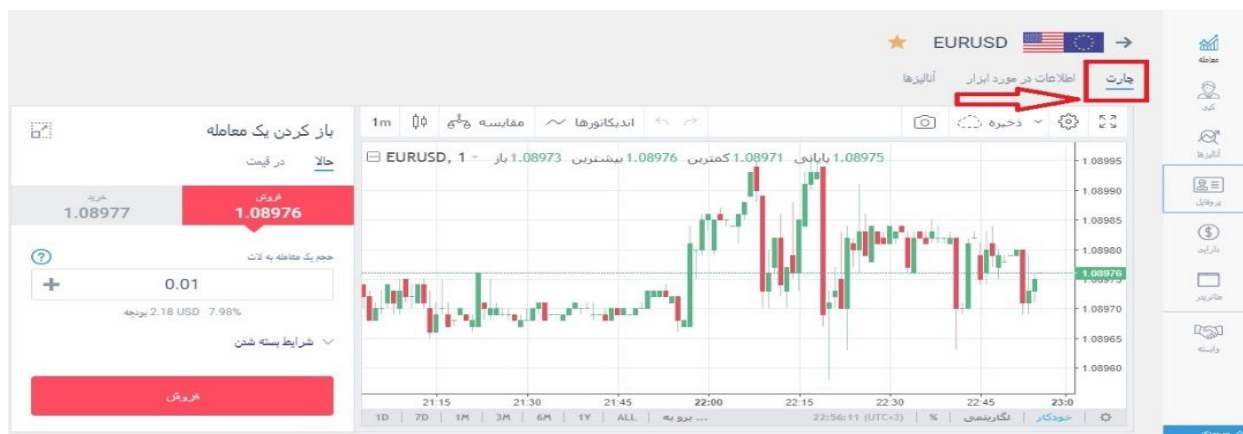 EURUSD
چارت اطلاعات در مورد ابزار آنالیزها
ذخیره اندیکاتورها مقایسه 1m
EURUSD, 1 باز 1.08973 بیشترین 1.08976 کمترین 1.08971 پایانی 1.08975
1.08995
1.08990
1.08985
1.08980
1.08976
1.08975
1.08970
1.08965
1.08960
21:15 21:30 21:45 22:00 22:15 22:30 22:45 23:0
1D 7D 1M 3M 6M 1Y ALL برو به ... 22:56:11 (UTC+3) % لگاریتمی خودکار
باز کردن یک معامله
حالا در قیمت
فروش خرید
1.08976 1.08977
حجم یک معامله به لات
0.01
2.18 USD 7.98% بودجه
شرایط بسته شدن
فروش
معامله
کپی
آنالیزها
پروفایل
دارایی
متاتریدر
وابسته